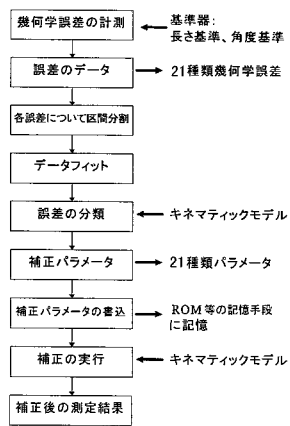 幾何学誤差の計測
基準器:
長さ基準、角度基準
誤差のデータ
21種類幾何学誤差
各誤差について区間分割
データフィット
誤差の分類
キネマティックモデル
補正パラメータ
21種類パラメータ
補正パラメータの書込
ROM等の記憶手段
に記憶
補正の実行
キネマティックモデル
補正後の測定結果